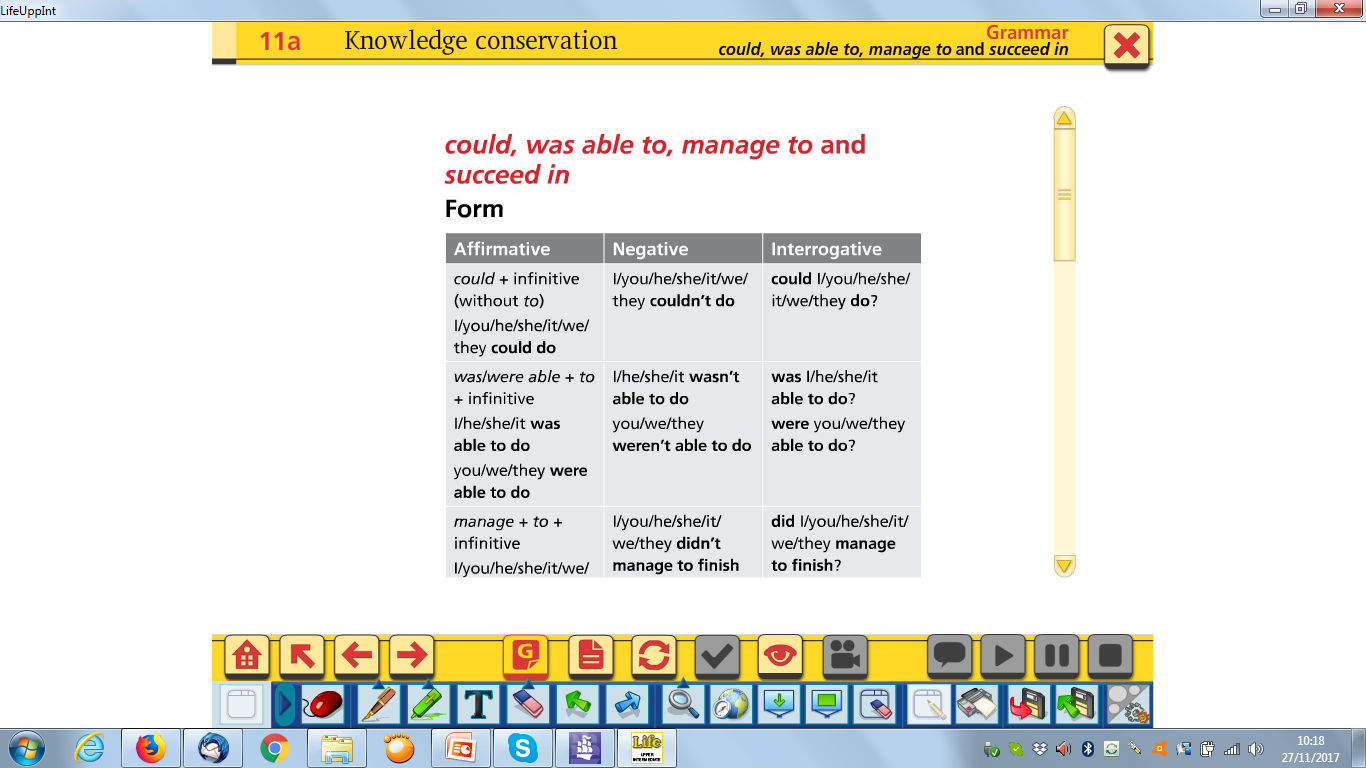 LifeUppInt
11a Knowledge conservation
Grammar
could, was able to, manage to and succeed in
could, was able to, manage to and
succeed in
Form
Affirmative Negative Interrogative
could + infinitive
(without to)
I/you/he/she/it/we/
they could do
I/you/he/she/it/we/
they couldn't do
could I/you/he/she/
it/we/they do?
was/were able + to
+ infinitive
I/he/she/it was
able to do
you/we/they were
able to do
I/he/she/it wasn't
able to do
you/we/they
weren't able to do
was I/he/she/it
able to do?
were you/we/they
able to do?
manage + to +
infinitive
I/you/he/she/it/we/
I/you/he/she/it/
we/they didn't
manage to finish
did I/you/he/she/it/
we/they manage
to finish?
G
T
Life
UPPER
INTERMEDIATE
10:18
27/11/2017